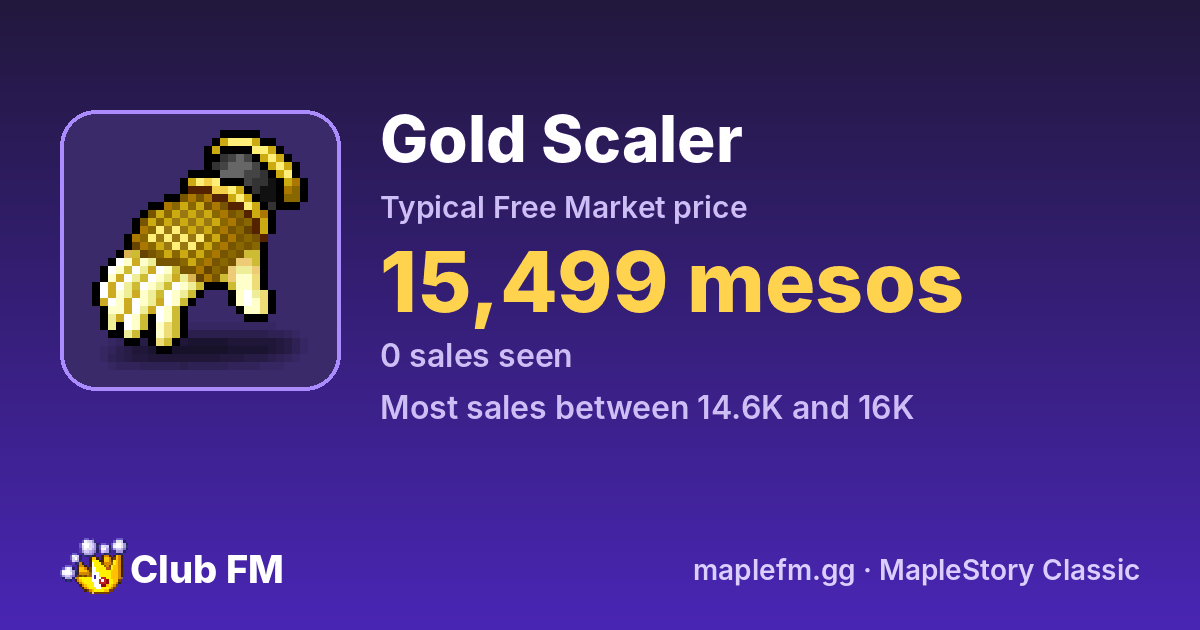 Gold Scaler
Typical Free Market price
15,499 mesos
0 sales seen
Most sales between 14.6K and 16K
Club FM
maplefm.gg · MapleStory Classic